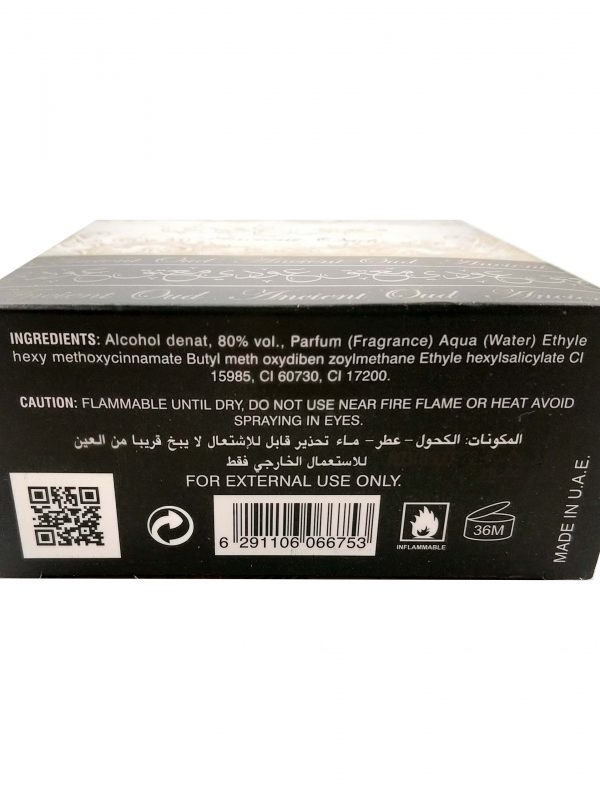 Ancient Oud Ancient Oud Ancient
INGREDIENTS: Alcohol denat, 80% vol., Parfum (Fragrance) Aqua (Water) Ethyle
hexy methoxycinnamate Butyl meth oxydiben zoylmethane Ethyle hexylsalicylate CI
15985, CI 60730, CI 17200.
CAUTION: FLAMMABLE UNTIL DRY, DO NOT USE NEAR FIRE FLAME OR HEAT AVOID
SPRAYING IN EYES.
المكونات: الكحول – عطر – ماء تحذير قابل للإشتعال لا يبخ قريبا من العين
للاستعمال الخارجي فقط
FOR EXTERNAL USE ONLY.
6 291106 066753
INFLAMMABLE
36M
MADE IN U.A.E.